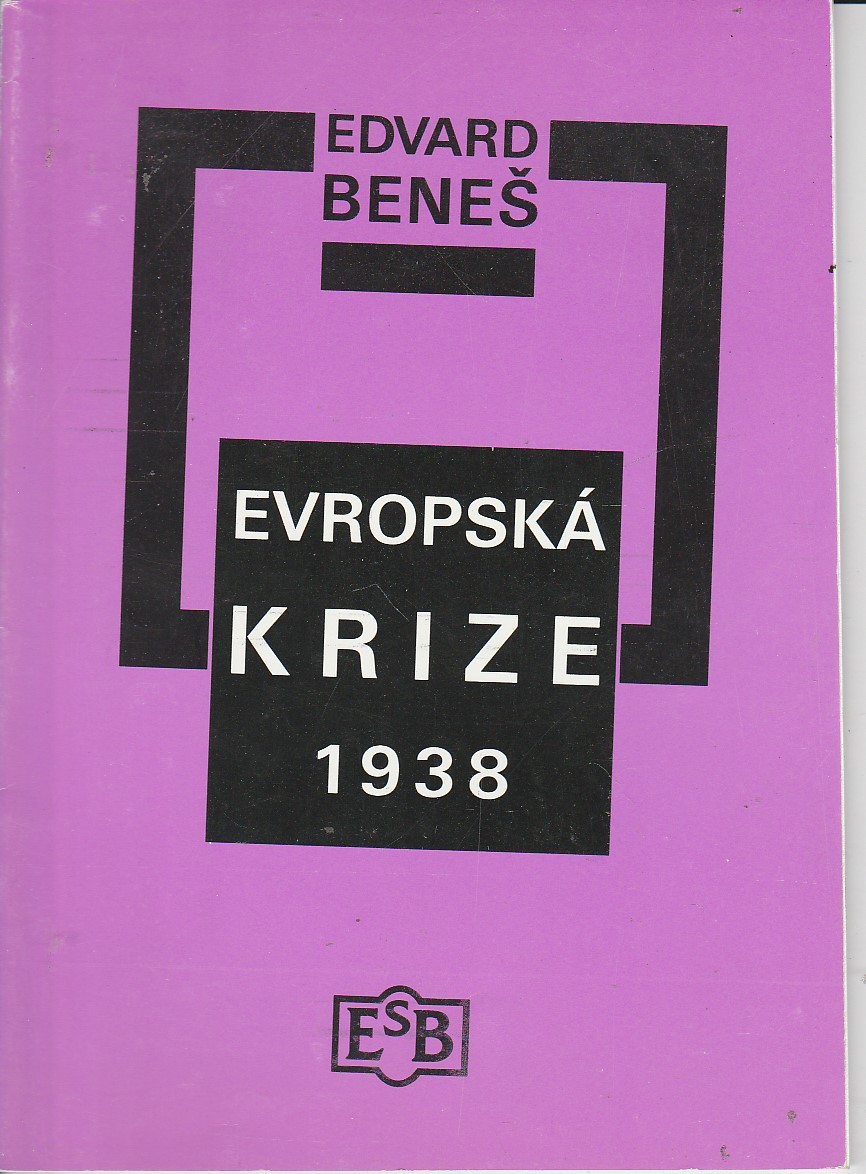 EDVARD
BENEŠ
EVROPSKÁ
KRIZE
1938
ESB